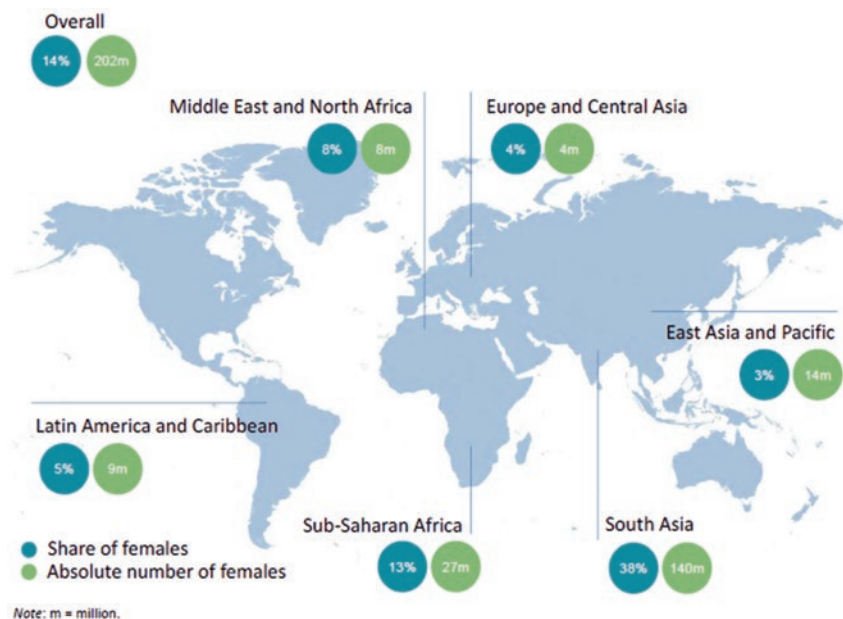 Overall
14% 202m
Middle East and North Africa
8% 8m
Europe and Central Asia
4% 4m
East Asia and Pacific
3% 14m
Latin America and Caribbean
5% 9m
Sub-Saharan Africa
13% 27m
South Asia
38% 140m
Share of females
Absolute number of females
Note: m = million.